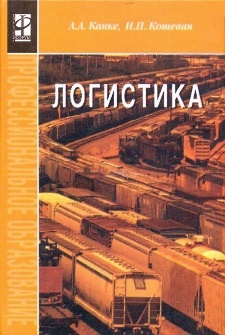 А.А. Канке, И.П. Кошевая
ЛОГИСТИКА
ПРОФЕССИОНАЛЬНОЕ ОБРАЗОВАНИЕ